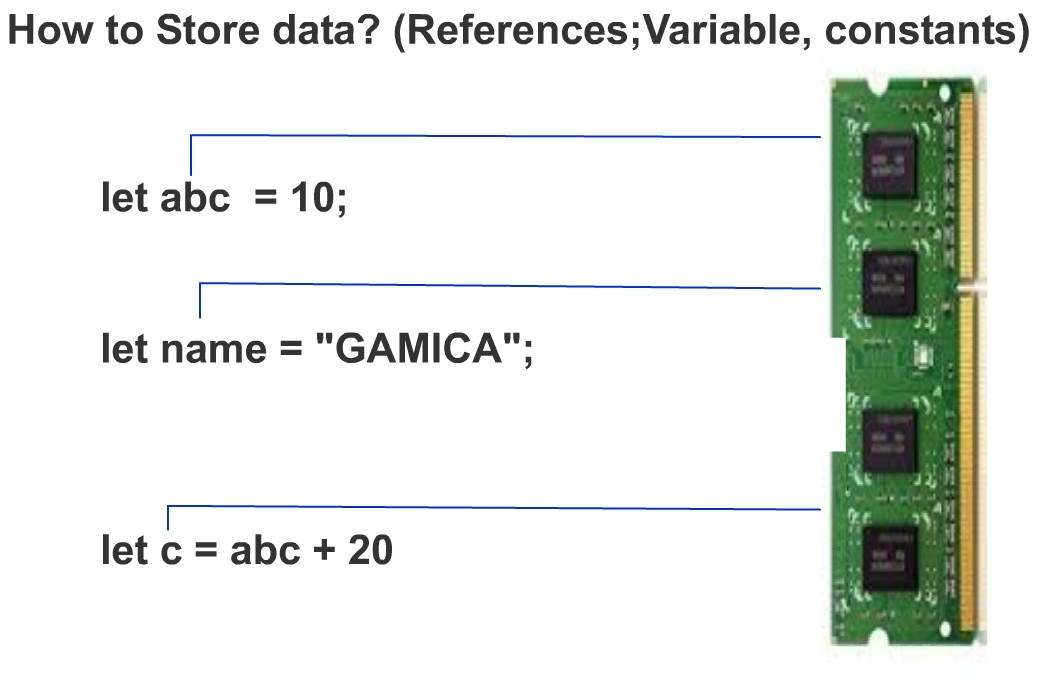 How to Store data? (References;Variable, constants)
let abc  = 10;
let name = "GAMICA";
let c = abc + 20